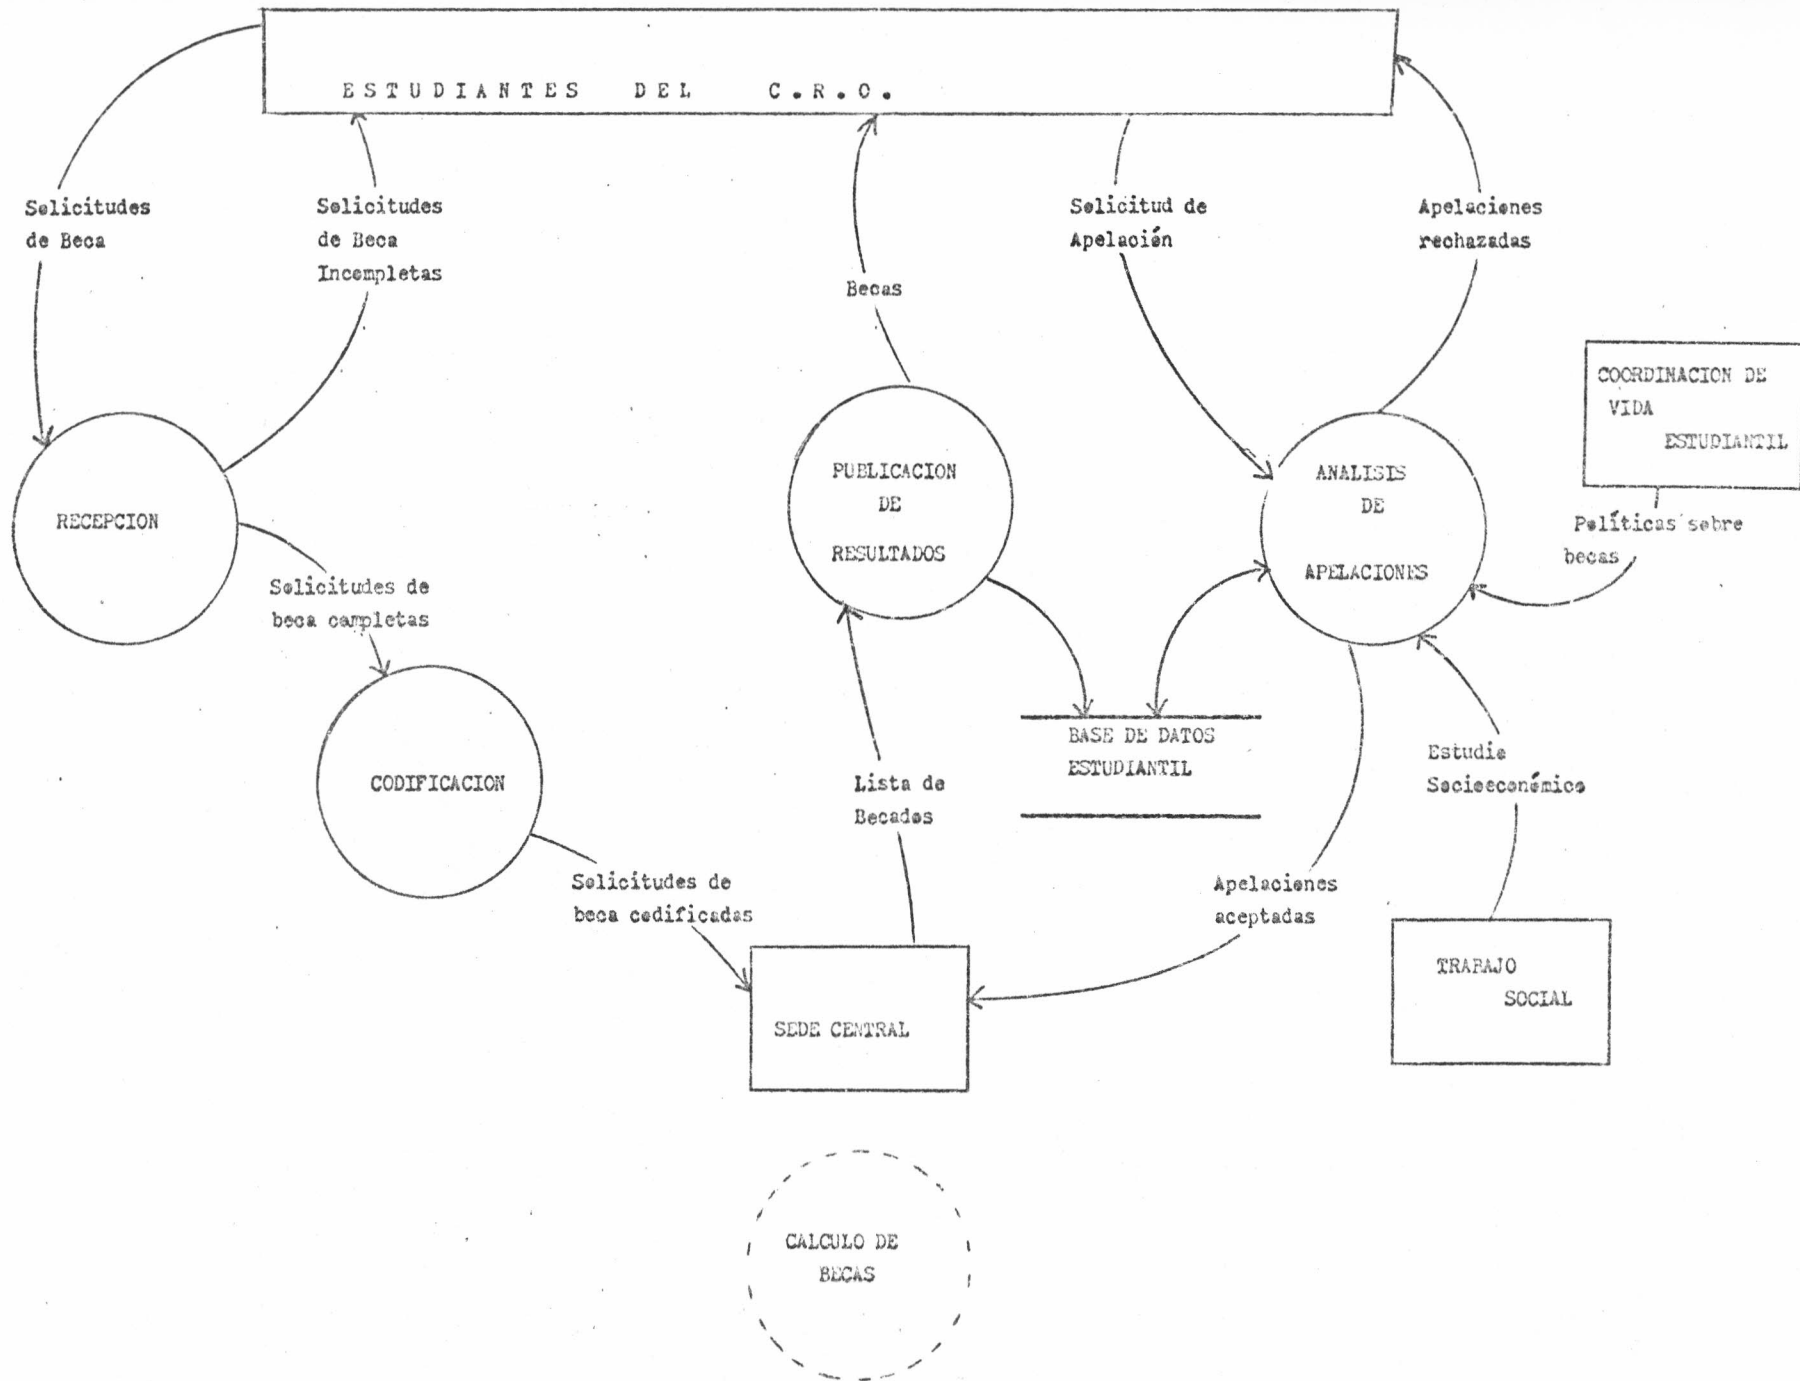 ESTUDIANTES DEL C.R.O.
Solicitudes
de Beca
Solicitudes
de Beca
Incompletas
Becas
Solicitud de
Apelación
Apelaciones
rechazadas
COORDINACION DE
VIDA
ESTUDIANTIL
Políticas sobre
becas
RECEPCION
PUBLICACION
DE
RESULTADOS
ANALISIS
DE
APELACIONES
Solicitudes de
beca completas
CODIFICACION
BASE DE DATOS
ESTUDIANTIL
Lista de
Becados
Estudio
Socioeconómico
Solicitudes de
beca codificadas
Apelaciones
aceptadas
SEDE CENTRAL
TRABAJO
SOCIAL
CALCULO DE
BECAS